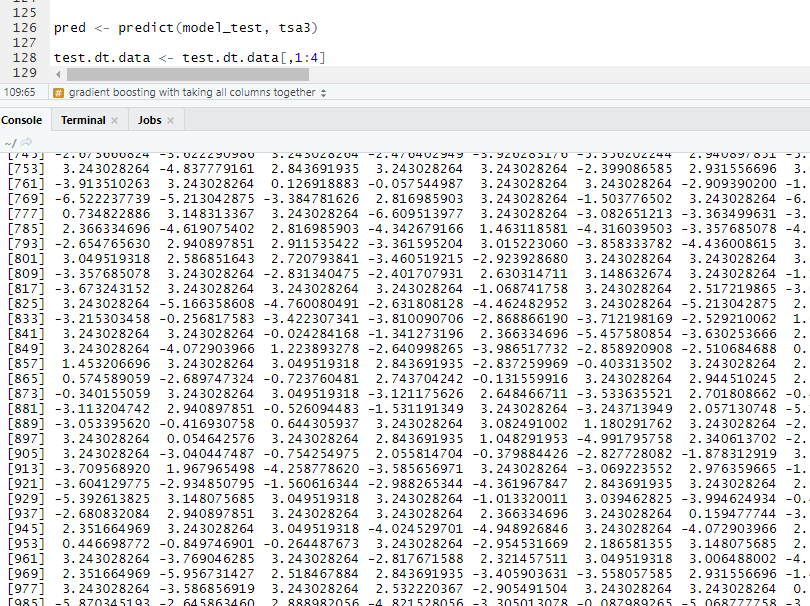 125
126 pred <- predict(model_test, tsa3)
127
128 test.dt.data <- test.dt.data[,1:4]
129
109:65 # gradient boosting with taking all columns together
Console Terminal × Jobs ×
~/
[745] -2.673666824 -3.622290986 3.243028264 -2.476402949 -3.926283176 -5.356202244 2.940897851 -5.
[753] 3.243028264 -4.837779161 2.843691935 3.243028264 3.243028264 -2.399086585 2.931556696 3.
[761] -3.913510263 3.243028264 0.126918883 -0.057544987 3.243028264 3.243028264 -2.909390200 -1.
[769] -6.522237739 -5.213042875 -3.384781626 2.816985903 3.243028264 -1.503776502 3.243028264 -6.
[777] 0.734822886 3.148313367 3.243028264 -6.609513977 3.243028264 -3.082651213 -3.363499631 -3.
[785] 2.366334696 -4.619075402 2.816985903 -4.342679166 1.463118581 -4.316039503 -3.357685078 -4.
[793] -2.654765630 2.940897851 2.911535422 -3.361595204 3.015223060 -3.858333782 -4.436008615 3.
[801] 3.049519318 2.586851643 2.720793841 -3.460519215 -2.923928680 3.243028264 3.243028264 3.
[809] -3.357685078 3.243028264 -2.831340475 -2.401707931 2.630314711 3.148632674 3.243028264 -1.
[817] -3.673243152 3.243028264 3.243028264 3.243028264 -1.068741758 3.243028264 2.517219865 -3.
[825] 3.243028264 -5.166358608 -4.760080491 -2.631808128 -4.462482952 3.243028264 -5.213042875 2.
[833] -3.215303458 -0.256817583 -3.422307341 -3.810090706 -2.868866190 -3.712198169 -2.529210062 1.
[841] 3.243028264 3.243028264 -0.024284168 -1.341273196 2.366334696 -5.457580854 -3.630253666 2.
[849] 3.243028264 -4.072903966 1.223893278 -2.640998265 -3.986517732 -2.858920908 -2.510684688 0.
[857] 1.453206696 3.243028264 3.049519318 2.843691935 -2.837259969 -0.403313502 3.243028264 2.
[865] 0.574589059 -2.689747324 -0.723760481 2.743704242 -0.131559916 3.243028264 2.944510245 2.
[873] -0.340155059 3.243028264 3.049519318 -3.121175626 2.648466711 -3.533635521 2.701808662 -0.
[881] -3.113204742 2.940897851 -0.526094483 -1.531191349 3.243028264 -3.243713949 2.057130748 -5.
[889] -3.053395620 -0.416930758 0.644305937 3.243028264 3.082491002 1.180291762 3.243028264 -2.
[897] 3.243028264 0.054642576 3.243028264 2.843691935 1.048291953 -4.991795758 2.340613702 -2.
[905] 3.243028264 -3.040447487 -0.754254975 2.055814704 -0.379884426 -2.827728082 -1.878312919 3.
[913] -3.709568920 1.967965498 -4.258778620 -3.585656971 3.243028264 -3.069223552 2.976359665 -1.
[921] -3.604129775 -2.934850795 -1.560616344 -2.988265344 -4.361967847 2.843691935 3.243028264 2.
[929] -5.392613825 3.148075685 3.049519318 3.243028264 -1.013320011 3.039462825 -3.994624934 -0.
[937] -2.680832084 2.940897851 3.243028264 3.243028264 2.366334696 3.243028264 0.159477744 -3.
[945] 2.351664969 3.243028264 3.049519318 -4.024529701 -4.948926846 3.243028264 -4.072903966 2.
[953] 0.446698772 -0.849746901 -0.264487673 3.243028264 -2.954531669 2.186581355 3.148075685 2.
[961] 3.243028264 -3.769046285 3.243028264 -2.817671588 2.321457511 3.049519318 3.006488002 -4.
[969] 2.351664969 -5.956731427 2.518467884 2.843691935 -3.405903631 -3.558057585 2.931556696 -1.
[977] 3.243028264 -3.586856919 3.243028264 2.532220367 -2.905491504 3.243028264 3.243028264 0.
[985] -5.870345193 -2.645863460 2.888982056 -4.821528056 -3.305013078 -0.087989265 -5.068777758 3.